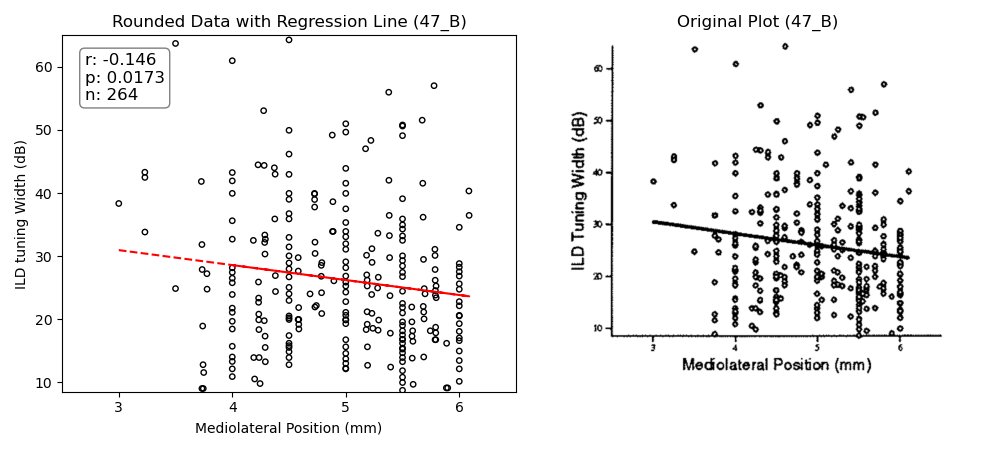 Rounded Data with Regression Line (47_B)
r: -0.146
p: 0.0173
n: 264
60
50
40
30
20
10
ILD tuning Width (dB)
3 4 5 6
Mediolateral Position (mm)
Original Plot (47_B)
60
50
40
30
20
10
ILD Tuning Width (dB)
3 4 5 6
Mediolateral Position (mm)